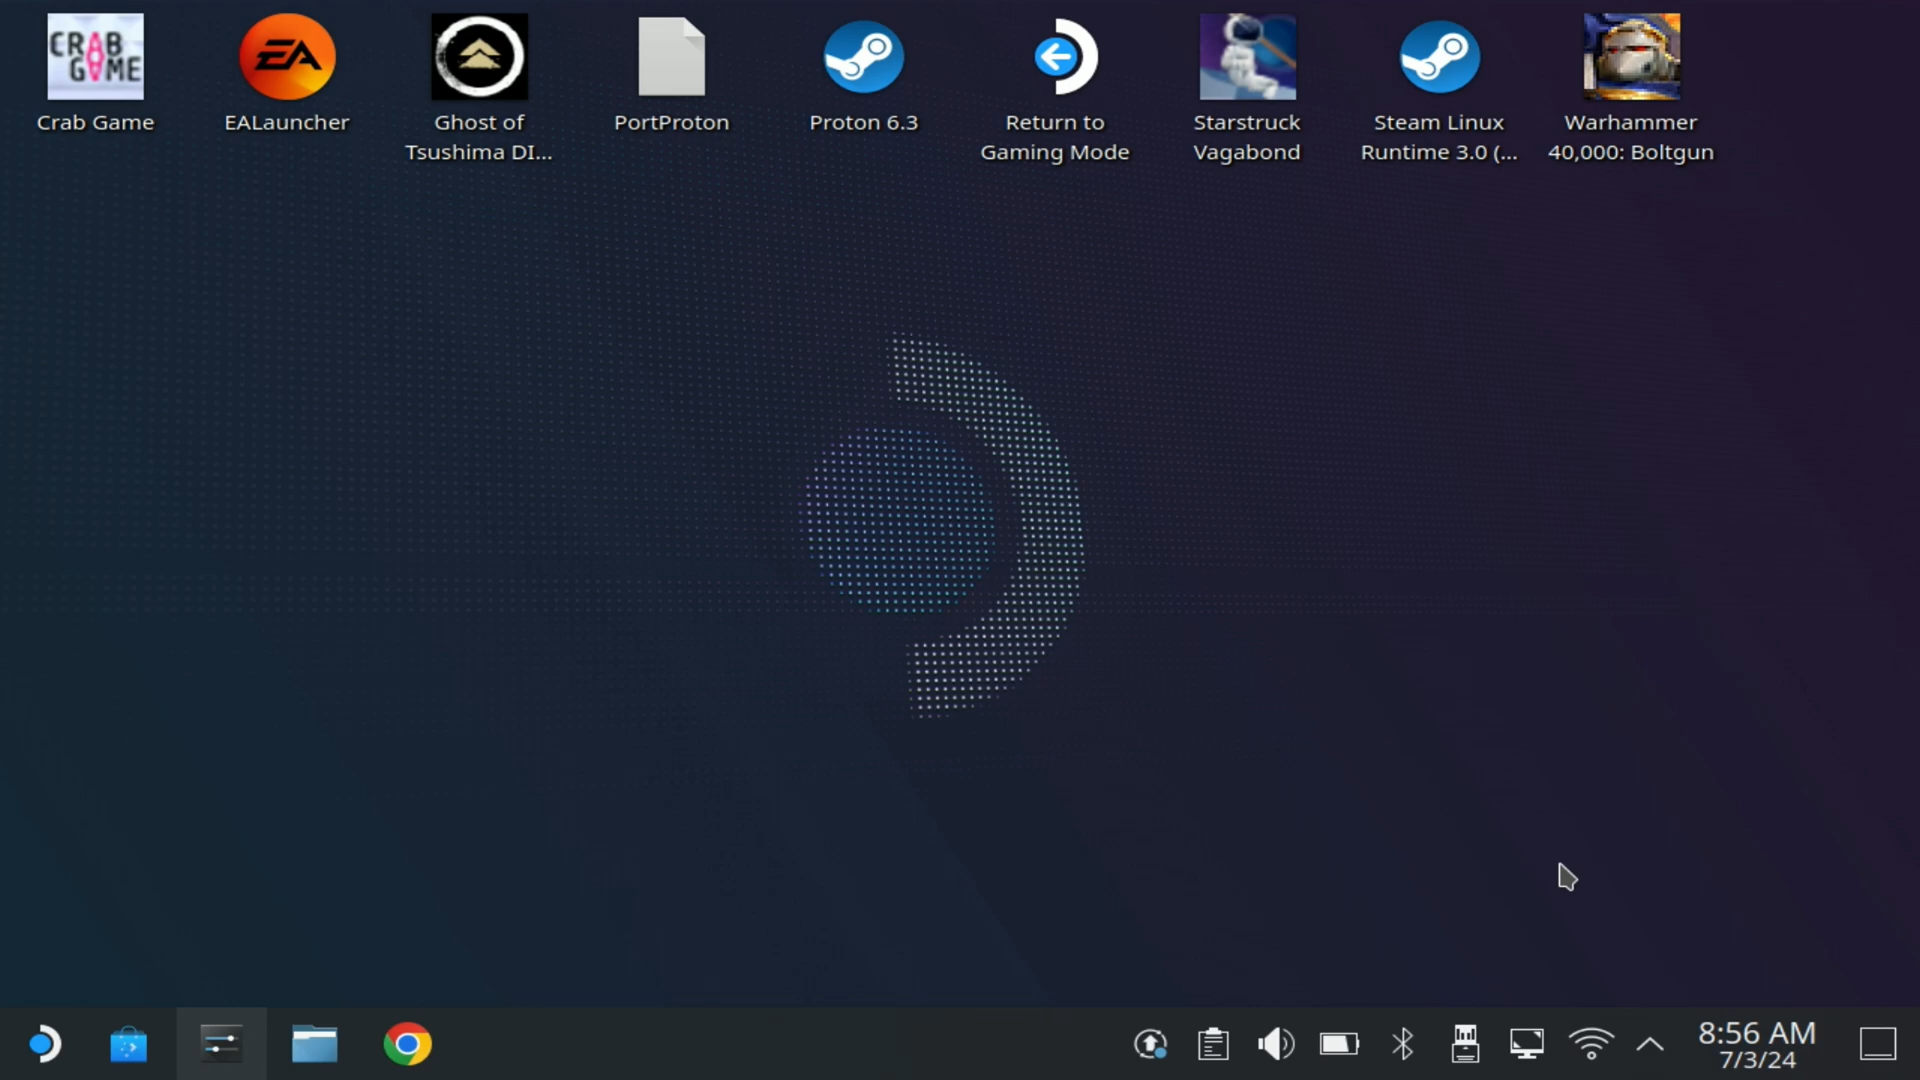 CRAB
GAME
EA
Crab Game
EALauncher
Ghost of
Tsushima DI...
PortProton
Proton 6.3
Return to
Gaming Mode
Starstruck
Vagabond
Steam Linux
Runtime 3.0 (...
Warhammer
40,000: Boltgun
8:56 AM
7/3/24